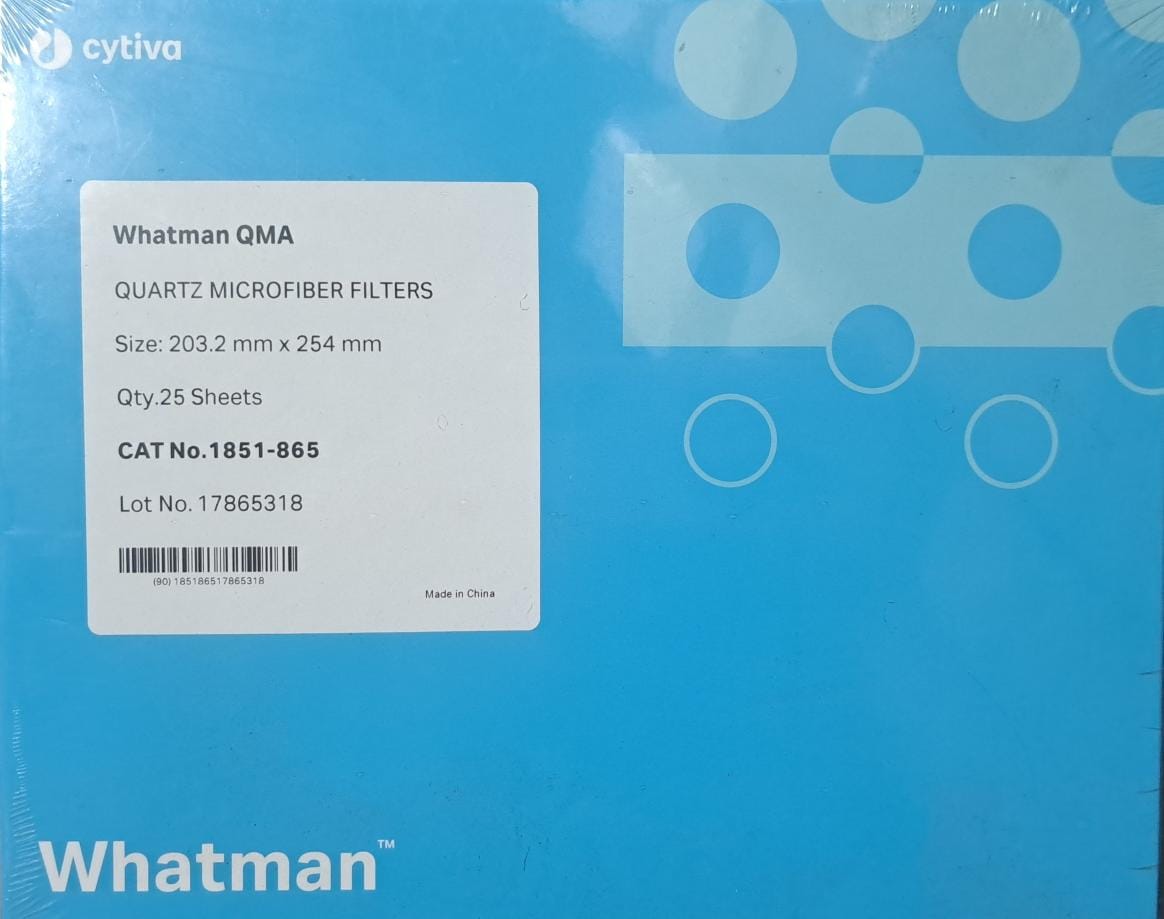 cytiva
Whatman QMA
QUARTZ MICROFIBER FILTERS
Size: 203.2 mm x 254 mm
Qty.25 Sheets
CAT No.1851-865
Lot No. 17865318
(90) 185186517865318
Made in China
Whatman™